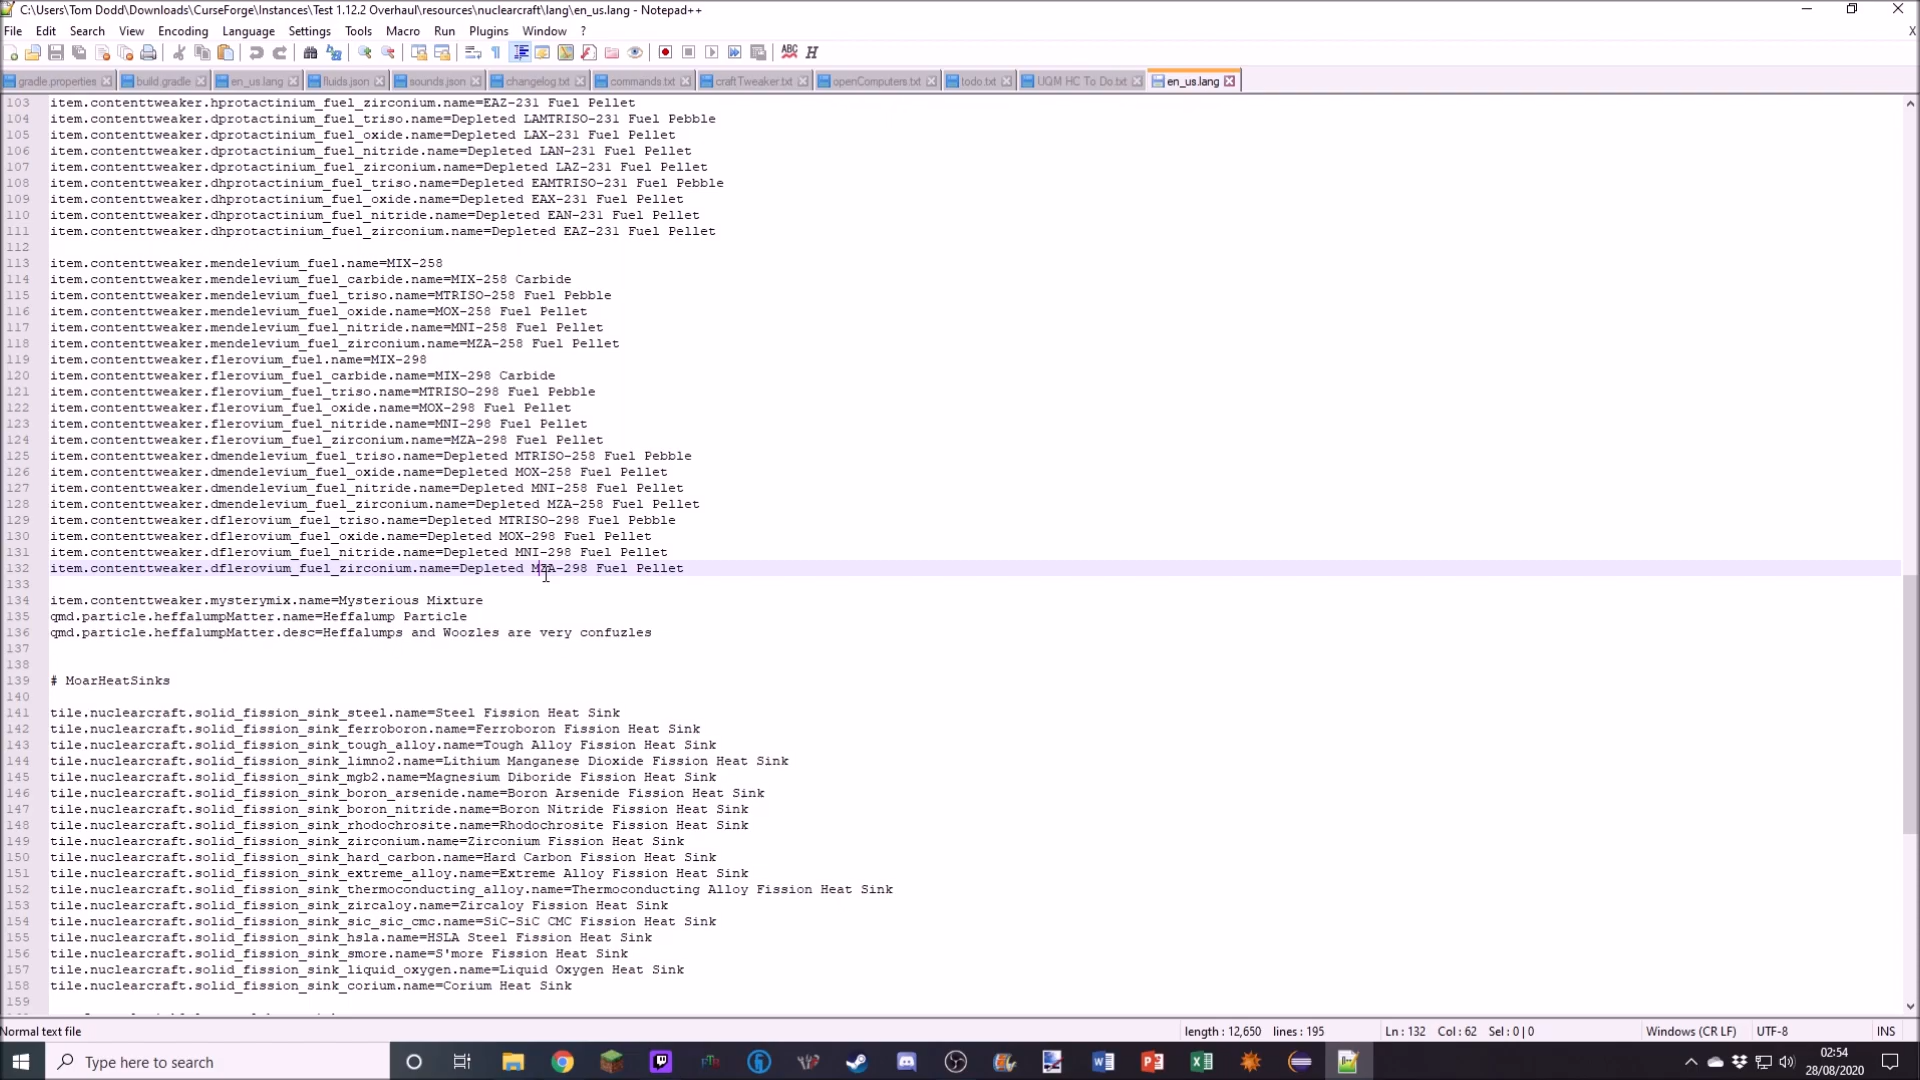 C:\Users\Tom Dodd\Downloads\CurseForge\Instances\Test 1.12.2 Overhaul\resources\nuclearcraft\lang\en_us.lang - Notepad++
File Edit Search View Encoding Language Settings Tools Macro Run Plugins Window ? X
gradle.properties build.gradle en_us.lang fluids.json sounds.json changelog.txt commands.txt craftTweaker.txt openComputers.txt todo.txt UQM HC To Do.txt en_us.lang
103 item.contenttweaker.hprotactinium_fuel_zirconium.name=EAZ-231 Fuel Pellet
104 item.contenttweaker.dprotactinium_fuel_triso.name=Depleted LAMTRISO-231 Fuel Pebble
105 item.contenttweaker.dprotactinium_fuel_oxide.name=Depleted LAX-231 Fuel Pellet
106 item.contenttweaker.dprotactinium_fuel_nitride.name=Depleted LAN-231 Fuel Pellet
107 item.contenttweaker.dprotactinium_fuel_zirconium.name=Depleted LAZ-231 Fuel Pellet
108 item.contenttweaker.dhprotactinium_fuel_triso.name=Depleted EAMTRISO-231 Fuel Pebble
109 item.contenttweaker.dhprotactinium_fuel_oxide.name=Depleted EAX-231 Fuel Pellet
110 item.contenttweaker.dhprotactinium_fuel_nitride.name=Depleted EAN-231 Fuel Pellet
111 item.contenttweaker.dhprotactinium_fuel_zirconium.name=Depleted EAZ-231 Fuel Pellet
112
113 item.contenttweaker.mendelevium_fuel.name=MIX-258
114 item.contenttweaker.mendelevium_fuel_carbide.name=MIX-258 Carbide
115 item.contenttweaker.mendelevium_fuel_triso.name=MTRISO-258 Fuel Pebble
116 item.contenttweaker.mendelevium_fuel_oxide.name=MOX-258 Fuel Pellet
117 item.contenttweaker.mendelevium_fuel_nitride.name=MNI-258 Fuel Pellet
118 item.contenttweaker.mendelevium_fuel_zirconium.name=MZA-258 Fuel Pellet
119 item.contenttweaker.flerovium_fuel.name=MIX-298
120 item.contenttweaker.flerovium_fuel_carbide.name=MIX-298 Carbide
121 item.contenttweaker.flerovium_fuel_triso.name=MTRISO-298 Fuel Pebble
122 item.contenttweaker.flerovium_fuel_oxide.name=MOX-298 Fuel Pellet
123 item.contenttweaker.flerovium_fuel_nitride.name=MNI-298 Fuel Pellet
124 item.contenttweaker.flerovium_fuel_zirconium.name=MZA-298 Fuel Pellet
125 item.contenttweaker.dmendelevium_fuel_triso.name=Depleted MTRISO-258 Fuel Pebble
126 item.contenttweaker.dmendelevium_fuel_oxide.name=Depleted MOX-258 Fuel Pellet
127 item.contenttweaker.dmendelevium_fuel_nitride.name=Depleted MNI-258 Fuel Pellet
128 item.contenttweaker.dmendelevium_fuel_zirconium.name=Depleted MZA-258 Fuel Pellet
129 item.contenttweaker.dflerovium_fuel_triso.name=Depleted MTRISO-298 Fuel Pebble
130 item.contenttweaker.dflerovium_fuel_oxide.name=Depleted MOX-298 Fuel Pellet
131 item.contenttweaker.dflerovium_fuel_nitride.name=Depleted MNI-298 Fuel Pellet
132 item.contenttweaker.dflerovium_fuel_zirconium.name=Depleted MZA-298 Fuel Pellet
133
134 item.contenttweaker.mysterymix.name=Mysterious Mixture
135 qmd.particle.heffalumpMatter.name=Heffalump Particle
136 qmd.particle.heffalumpMatter.desc=Heffalumps and Woozles are very confuzles
137
138
139 # MoarHeatSinks
140
141 tile.nuclearcraft.solid_fission_sink_steel.name=Steel Fission Heat Sink
142 tile.nuclearcraft.solid_fission_sink_ferroboron.name=Ferroboron Fission Heat Sink
143 tile.nuclearcraft.solid_fission_sink_tough_alloy.name=Tough Alloy Fission Heat Sink
144 tile.nuclearcraft.solid_fission_sink_limno2.name=Lithium Manganese Dioxide Fission Heat Sink
145 tile.nuclearcraft.solid_fission_sink_mgb2.name=Magnesium Diboride Fission Heat Sink
146 tile.nuclearcraft.solid_fission_sink_boron_arsenide.name=Boron Arsenide Fission Heat Sink
147 tile.nuclearcraft.solid_fission_sink_boron_nitride.name=Boron Nitride Fission Heat Sink
148 tile.nuclearcraft.solid_fission_sink_rhodochrosite.name=Rhodochrosite Fission Heat Sink
149 tile.nuclearcraft.solid_fission_sink_zirconium.name=Zirconium Fission Heat Sink
150 tile.nuclearcraft.solid_fission_sink_hard_carbon.name=Hard Carbon Fission Heat Sink
151 tile.nuclearcraft.solid_fission_sink_extreme_alloy.name=Extreme Alloy Fission Heat Sink
152 tile.nuclearcraft.solid_fission_sink_thermoconducting_alloy.name=Thermoconducting Alloy Fission Heat Sink
153 tile.nuclearcraft.solid_fission_sink_zircaloy.name=Zircaloy Fission Heat Sink
154 tile.nuclearcraft.solid_fission_sink_sic_sic_cmc.name=SiC-SiC CMC Fission Heat Sink
155 tile.nuclearcraft.solid_fission_sink_hsla.name=HSLA Steel Fission Heat Sink
156 tile.nuclearcraft.solid_fission_sink_smore.name=S'more Fission Heat Sink
157 tile.nuclearcraft.solid_fission_sink_liquid_oxygen.name=Liquid Oxygen Heat Sink
158 tile.nuclearcraft.solid_fission_sink_corium.name=Corium Heat Sink
159
Normal text file length : 12,650 lines : 195 Ln : 132 Col : 62 Sel : 0 | 0 Windows (CR LF) UTF-8 INS
Type here to search
02:54
28/08/2020